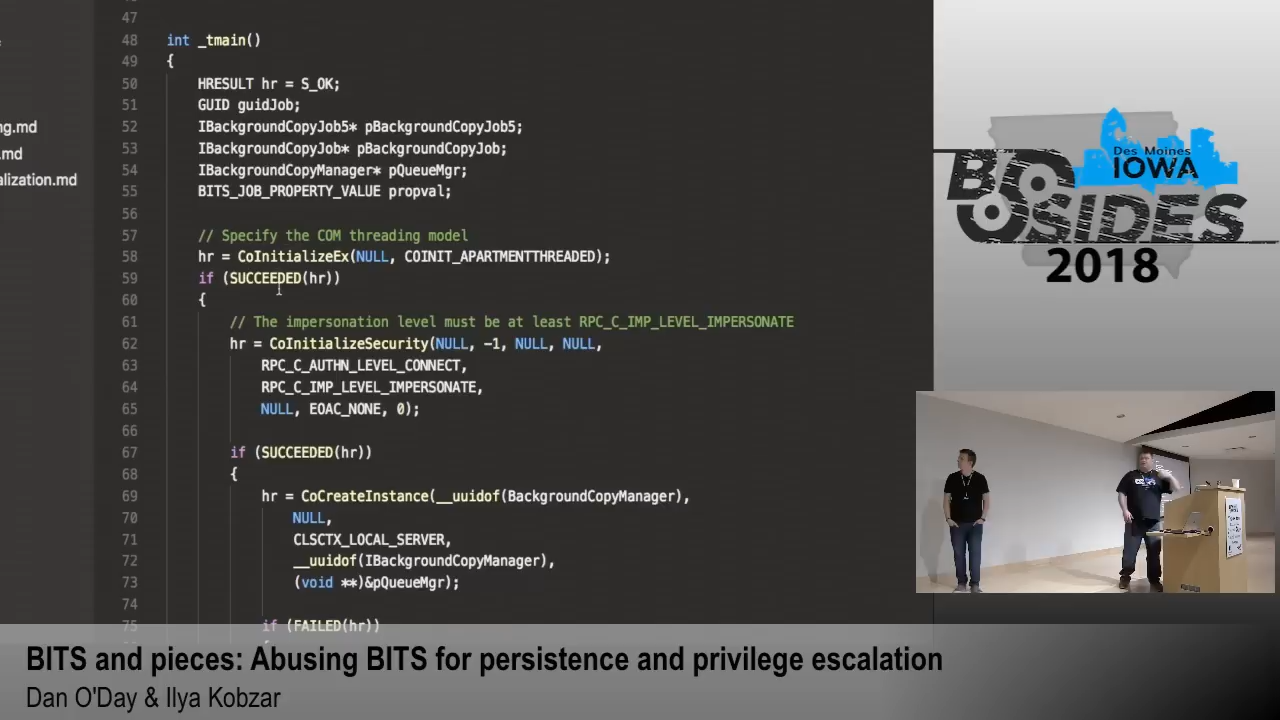 ng.md
.md
alization.md
47
48 int _tmain()
49 {
50 HRESULT hr = S_OK;
51 GUID guidJob;
52 IBackgroundCopyJob5* pBackgroundCopyJob5;
53 IBackgroundCopyJob* pBackgroundCopyJob;
54 IBackgroundCopyManager* pQueueMgr;
55 BITS_JOB_PROPERTY_VALUE propval;
56
57 // Specify the COM threading model
58 hr = CoInitializeEx(NULL, COINIT_APARTMENTTHREADED);
59 if (SUCCEEDED(hr))
60 {
61 // The impersonation level must be at least RPC_C_IMP_LEVEL_IMPERSONATE
62 hr = CoInitializeSecurity(NULL, -1, NULL, NULL,
63 RPC_C_AUTHN_LEVEL_CONNECT,
64 RPC_C_IMP_LEVEL_IMPERSONATE,
65 NULL, EOAC_NONE, 0);
66
67 if (SUCCEEDED(hr))
68 {
69 hr = CoCreateInstance(__uuidof(BackgroundCopyManager),
70 NULL,
71 CLSCTX_LOCAL_SERVER,
72 __uuidof(IBackgroundCopyManager),
73 (void **)&pQueueMgr);
74
75 if (FAILED(hr))
Des Moines
IOWA
BSIDES
2018
BITS and pieces: Abusing BITS for persistence and privilege escalation
Dan O'Day & Ilya Kobzar